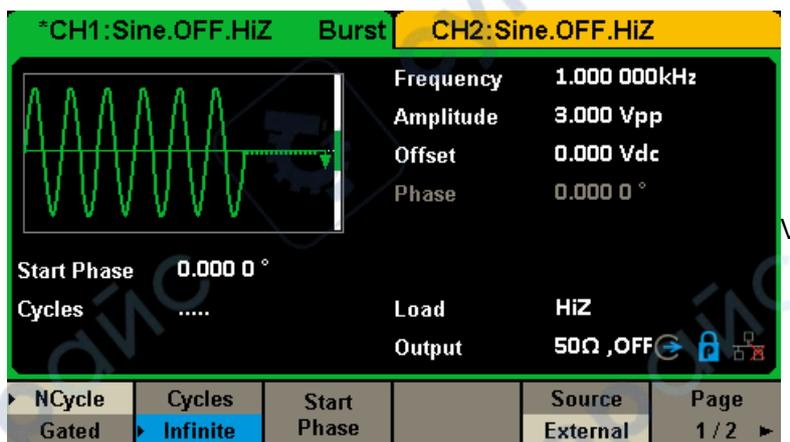 *CH1:Sine.OFF.HiZ Burst CH2:Sine.OFF.HiZ
Frequency 1.000 000kHz
Amplitude 3.000 Vpp
Offset 0.000 Vdc
Phase 0.000 0 °
Start Phase 0.000 0 °
Cycles ..... Load HiZ
Output 50Ω ,OFF
NCycle Cycles Start Source Page
Gated Infinite Phase External 1 / 2